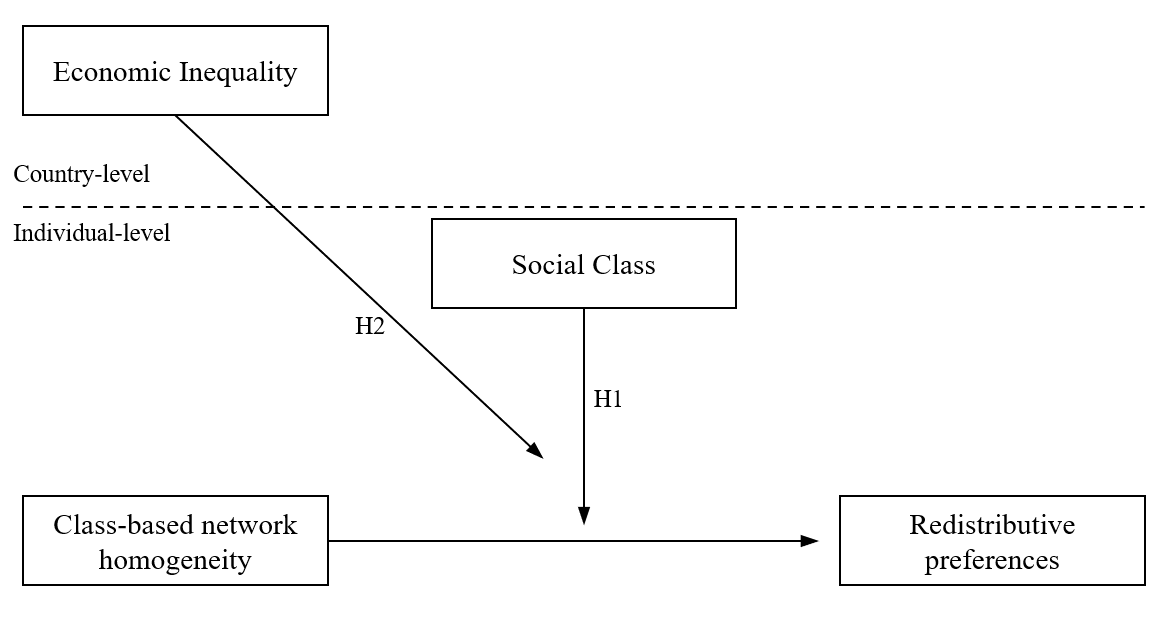 Economic Inequality
Country-level
Individual-level
Social Class
H2
H1
Class-based network
homogeneity
Redistributive
preferences